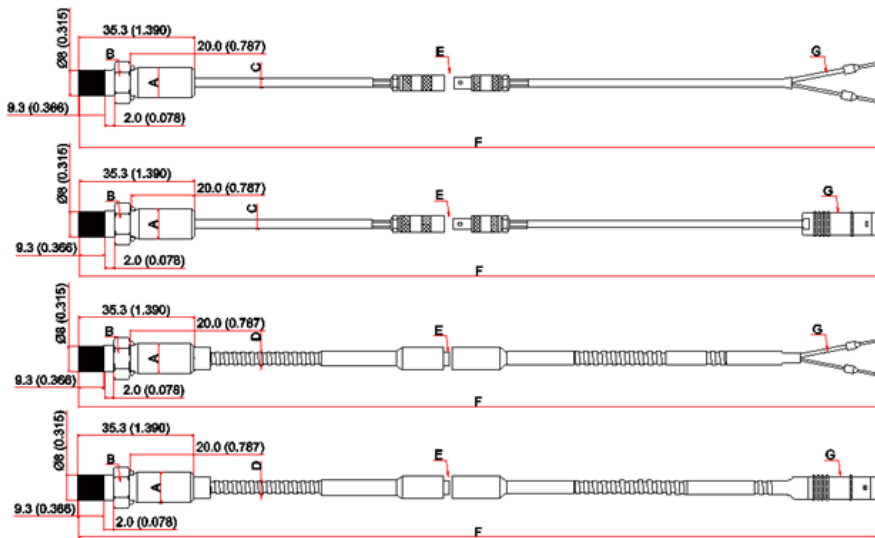 35.3 (1.390)
20.0 (0.787)
Ø8 (0.315)
B
A
C
E
G
9.3 (0.366)
2.0 (0.078)
F
35.3 (1.390)
20.0 (0.787)
Ø8 (0.315)
B
A
C
E
G
9.3 (0.366)
2.0 (0.078)
F
35.3 (1.390)
20.0 (0.787)
Ø8 (0.315)
B
A
D
E
G
9.3 (0.366)
2.0 (0.078)
F
35.3 (1.390)
20.0 (0.787)
Ø8 (0.315)
B
A
D
E
G
9.3 (0.366)
2.0 (0.078)
F